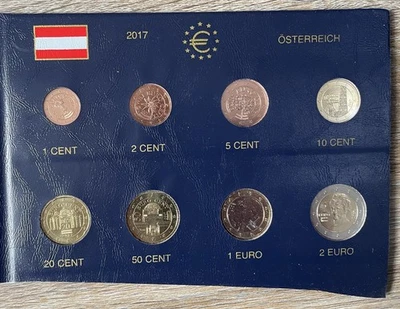 2017 € ÖSTERREICH
1 CENT 2 CENT 5 CENT 10 CENT
20 CENT 50 CENT 1 EURO 2 EURO